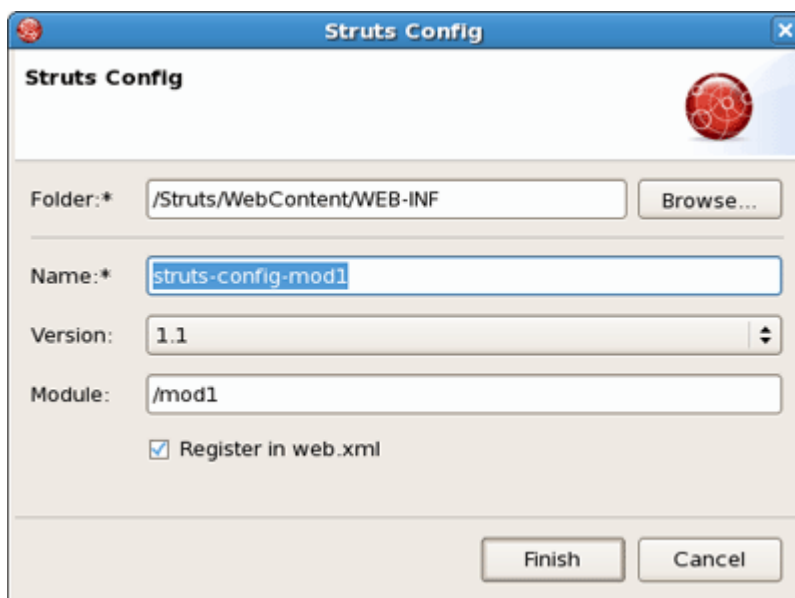 Struts Config
Struts Config
Folder:* /Struts/WebContent/WEB-INF Browse...
Name:* struts-config-mod1
Version: 1.1
Module: /mod1
Register in web.xml
Finish Cancel